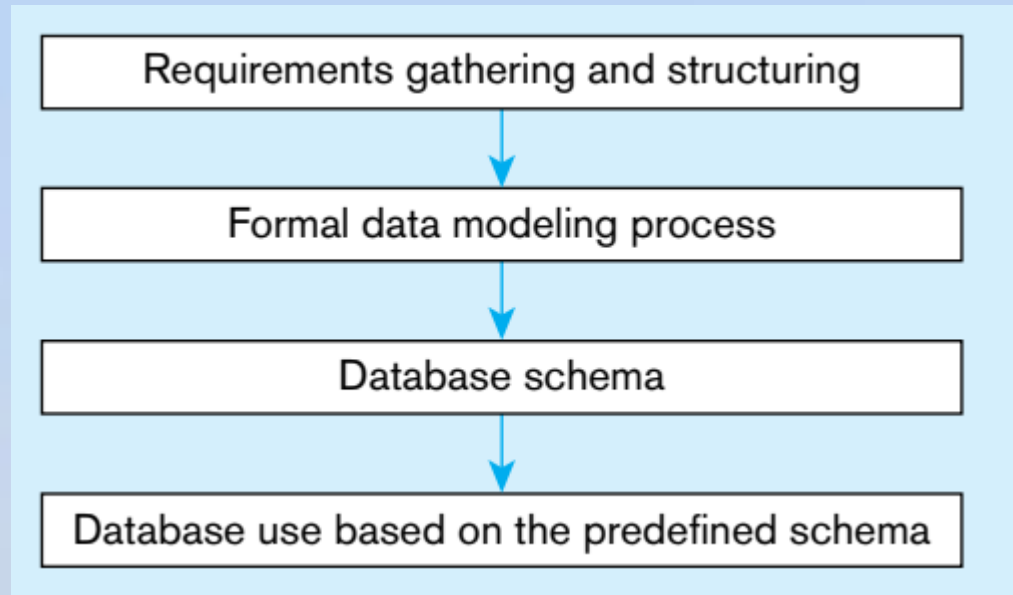 Requirements gathering and structuring
Formal data modeling process
Database schema
Database use based on the predefined schema